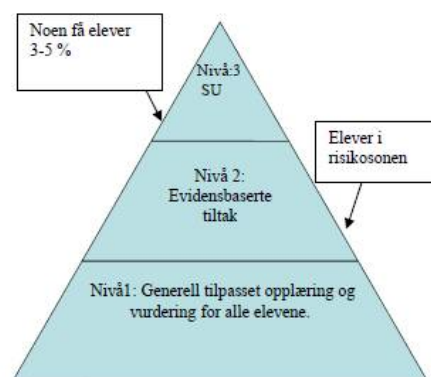 Noen få elever
3-5 %
Nivå:3
SU
Elever i
risikosonen
Nivå 2:
Evidensbaserte
tiltak
Nivå1: Generell tilpasset opplæring og
vurdering for alle elevene.